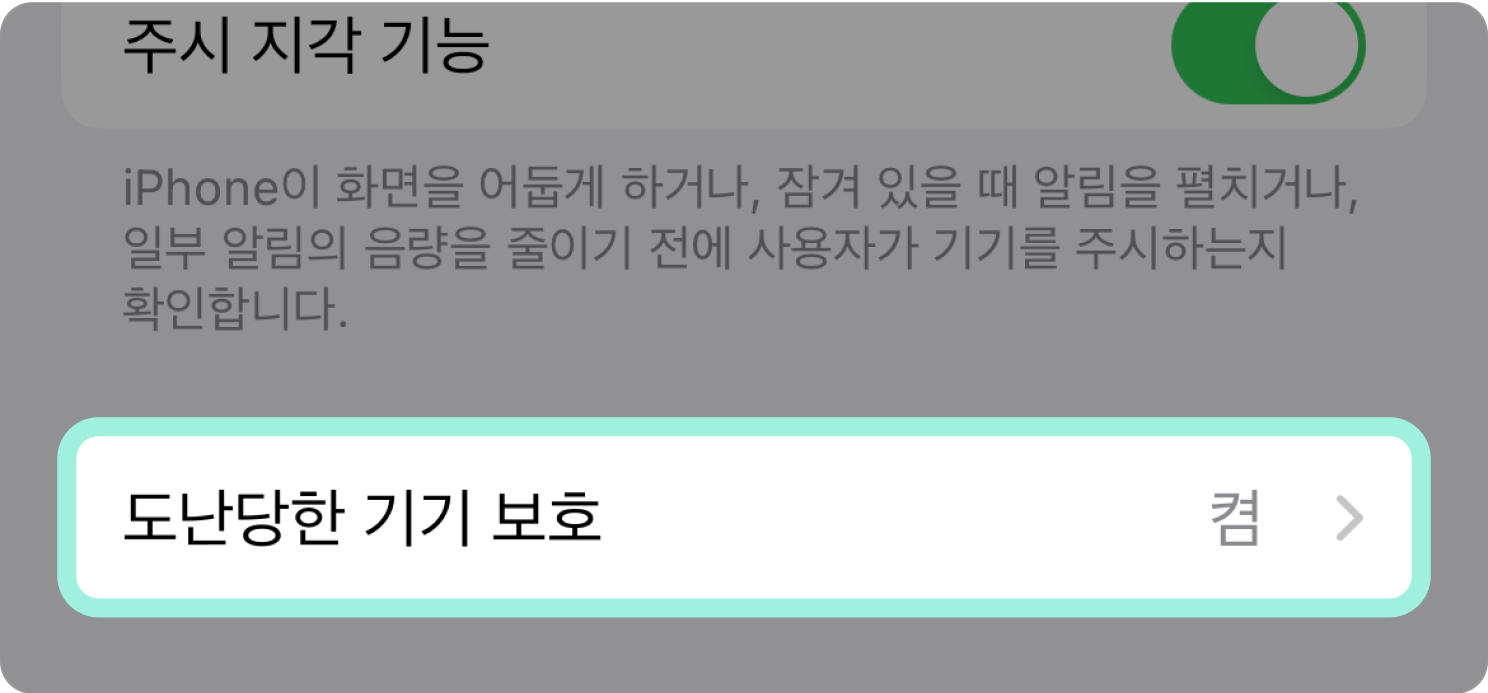 주시 지각 기능
iPhone이 화면을 어둡게 하거나, 잠겨 있을 때 알림을 펼치거나,
일부 알림의 음량을 줄이기 전에 사용자가 기기를 주시하는지
확인합니다.
도난당한 기기 보호 켬